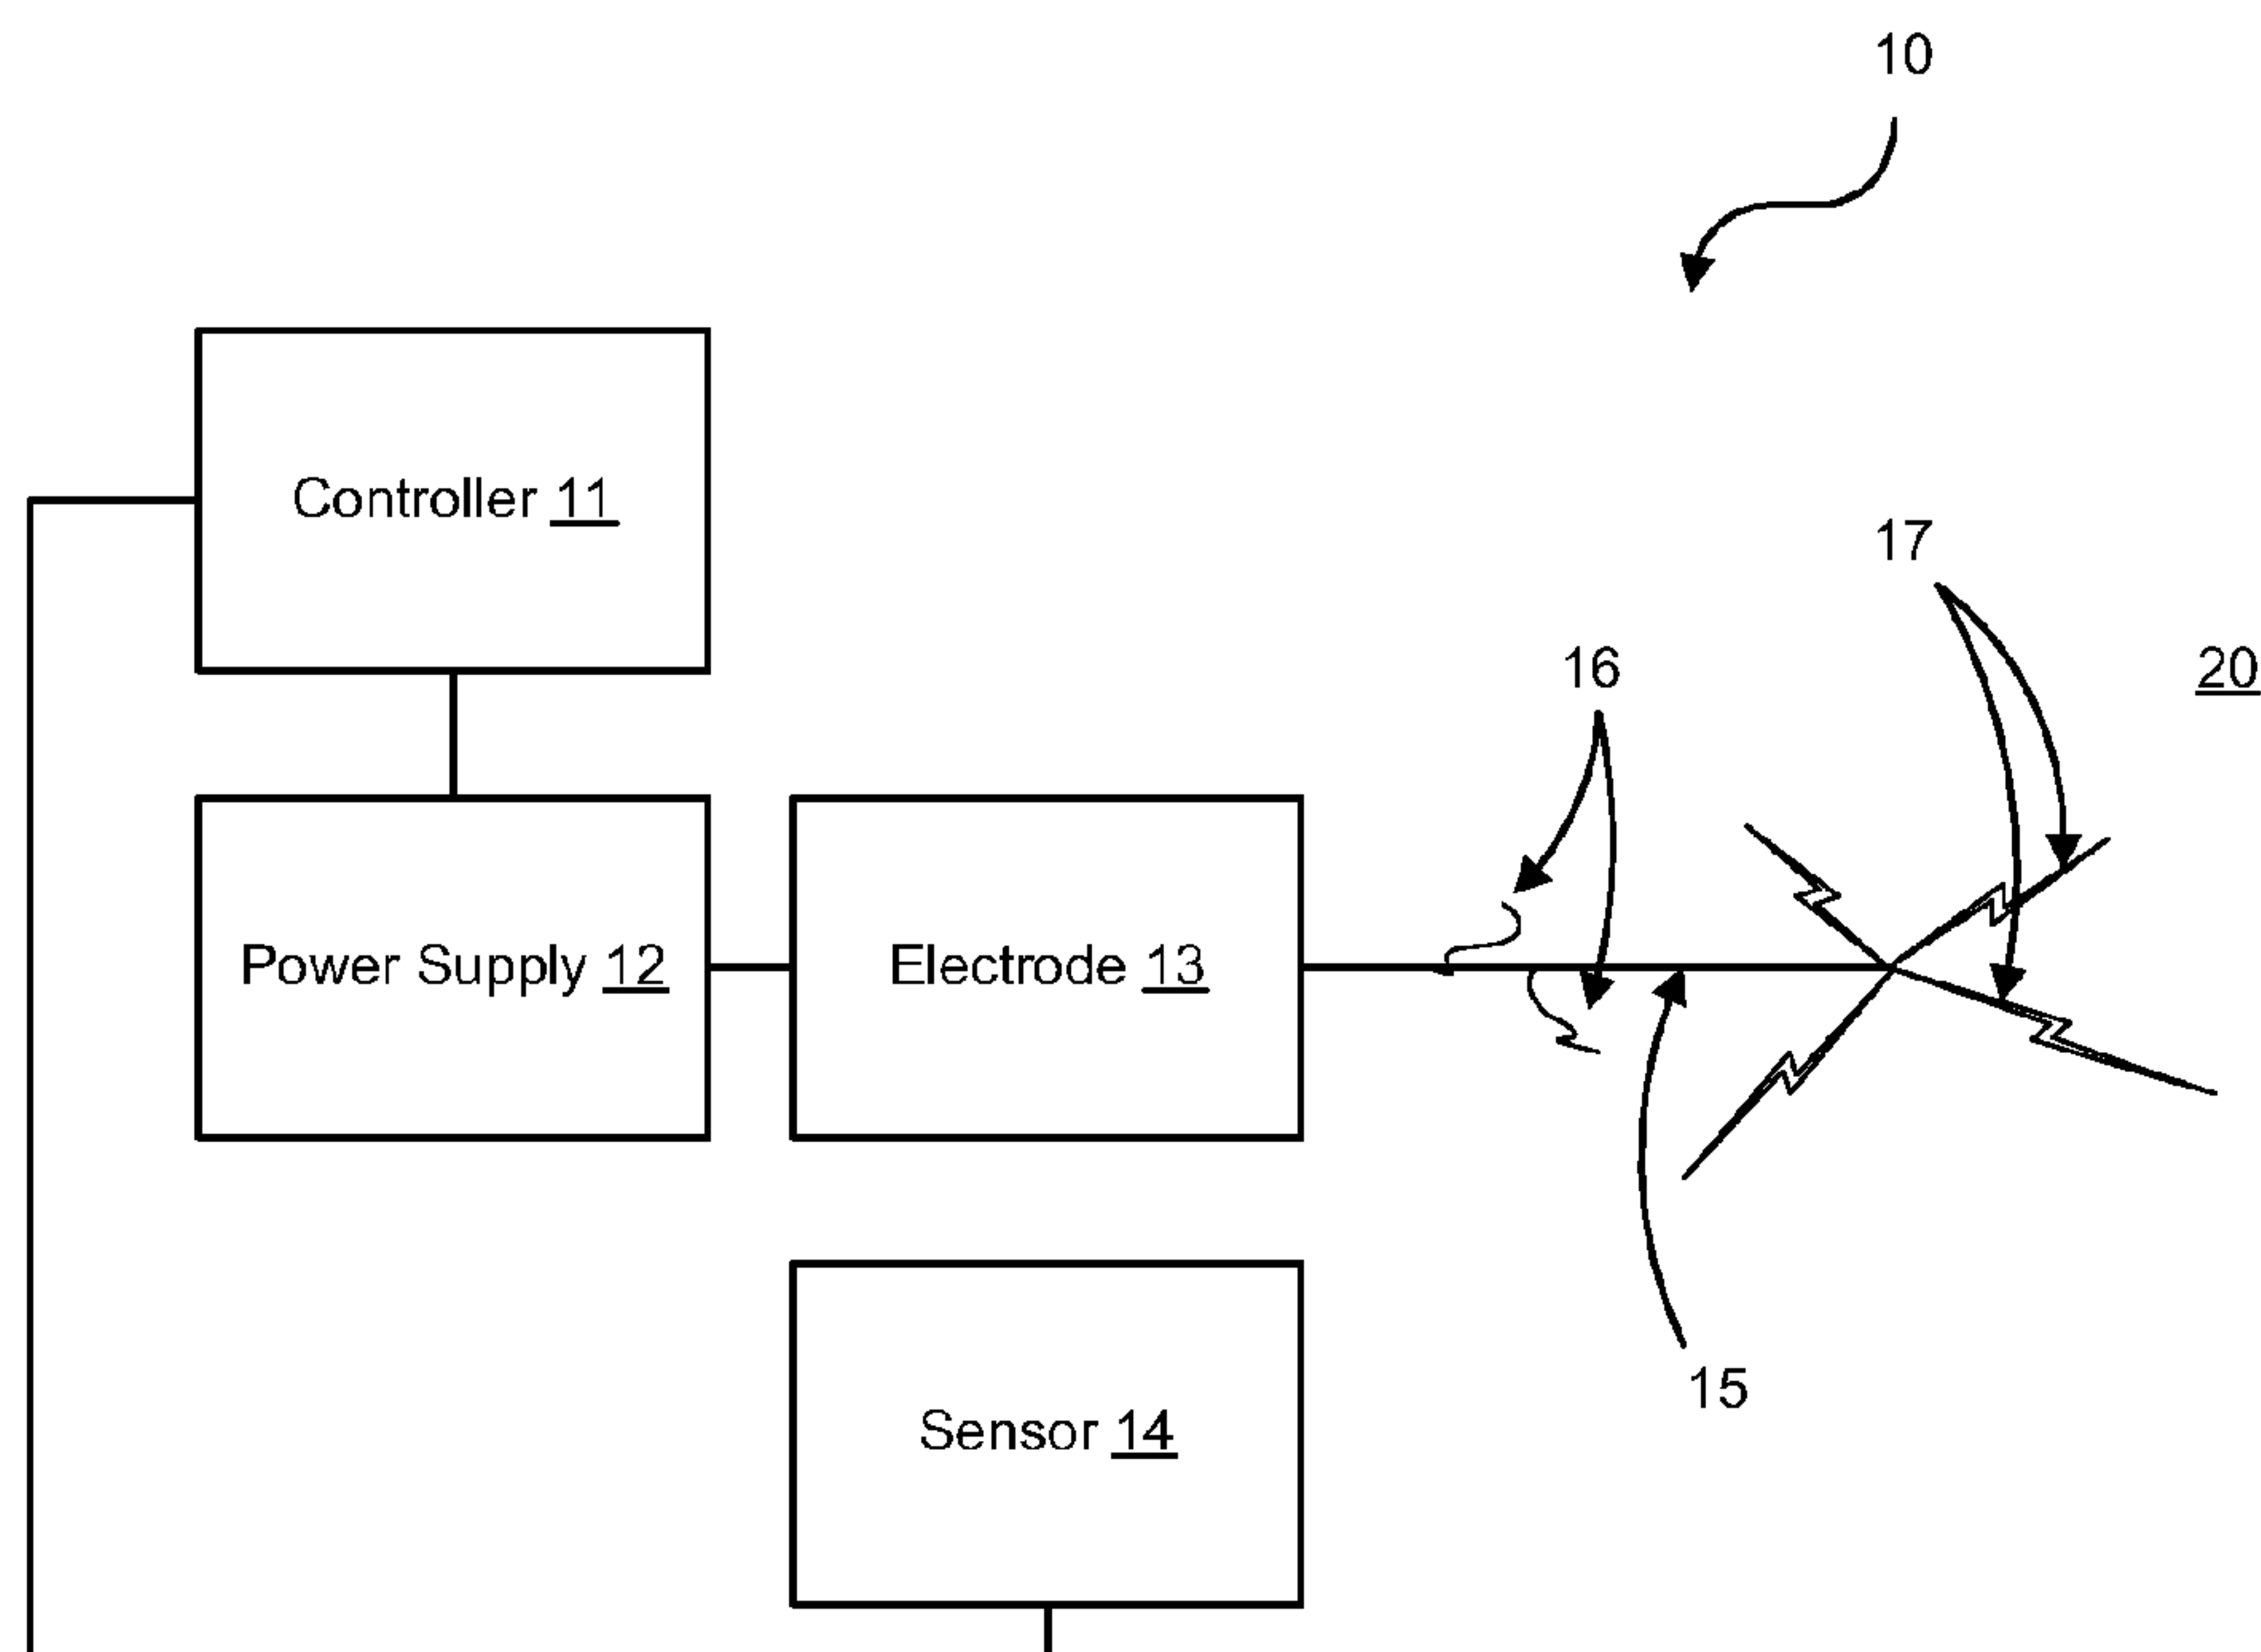 10
Controller 11
17
16
20
Power Supply 12
Electrode 13
15
Sensor 14